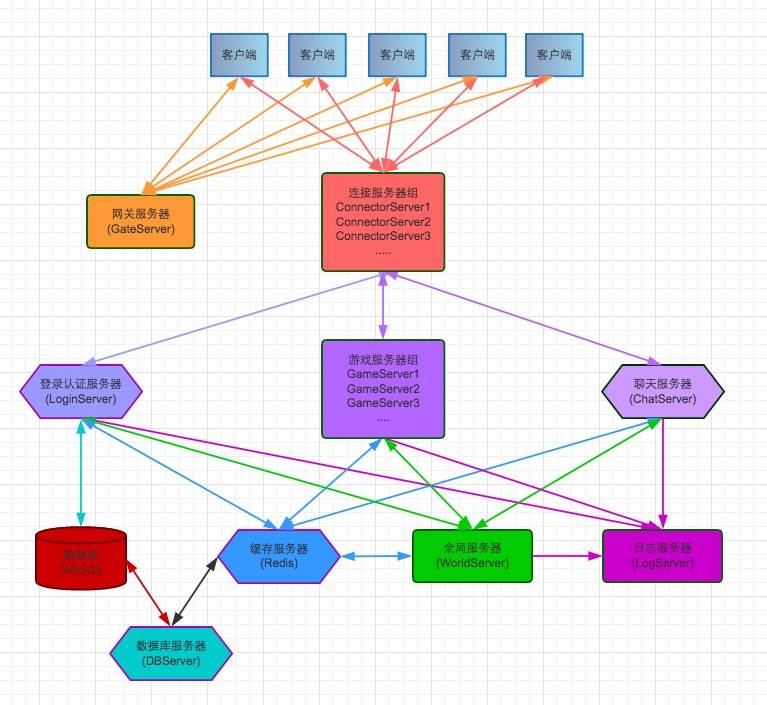 客户端
客户端
客户端
客户端
客户端
网关服务器
(GateServer)
连接服务器组
ConnectorServer1
ConnectorServer2
ConnectorServer3
.....
登录认证服务器
(LoginServer)
游戏服务器组
GameServer1
GameServer2
GameServer3
....
聊天服务器
(ChatServer)
数据库
(MySql)
缓存服务器
(Redis)
全局服务器
(WorldServer)
日志服务器
(LogServer)
数据库服务器
(DBServer)